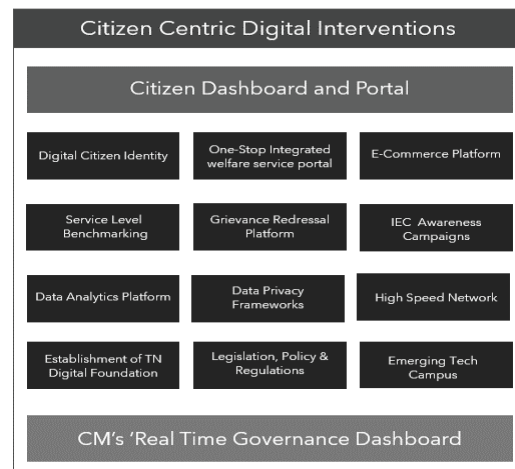 Citizen Centric Digital Interventions
Citizen Dashboard and Portal
Digital Citizen Identity
One-Stop Integrated
welfare service portal
E-Commerce Platform
Service Level
Benchmarking
Grievance Redressal
Platform
IEC Awareness
Campaigns
Data Analytics Platform
Data Privacy
Frameworks
High Speed Network
Establishment of TN
Digital Foundation
Legislation, Policy &
Regulations
Emerging Tech
Campus
CM's 'Real Time Governance Dashboard